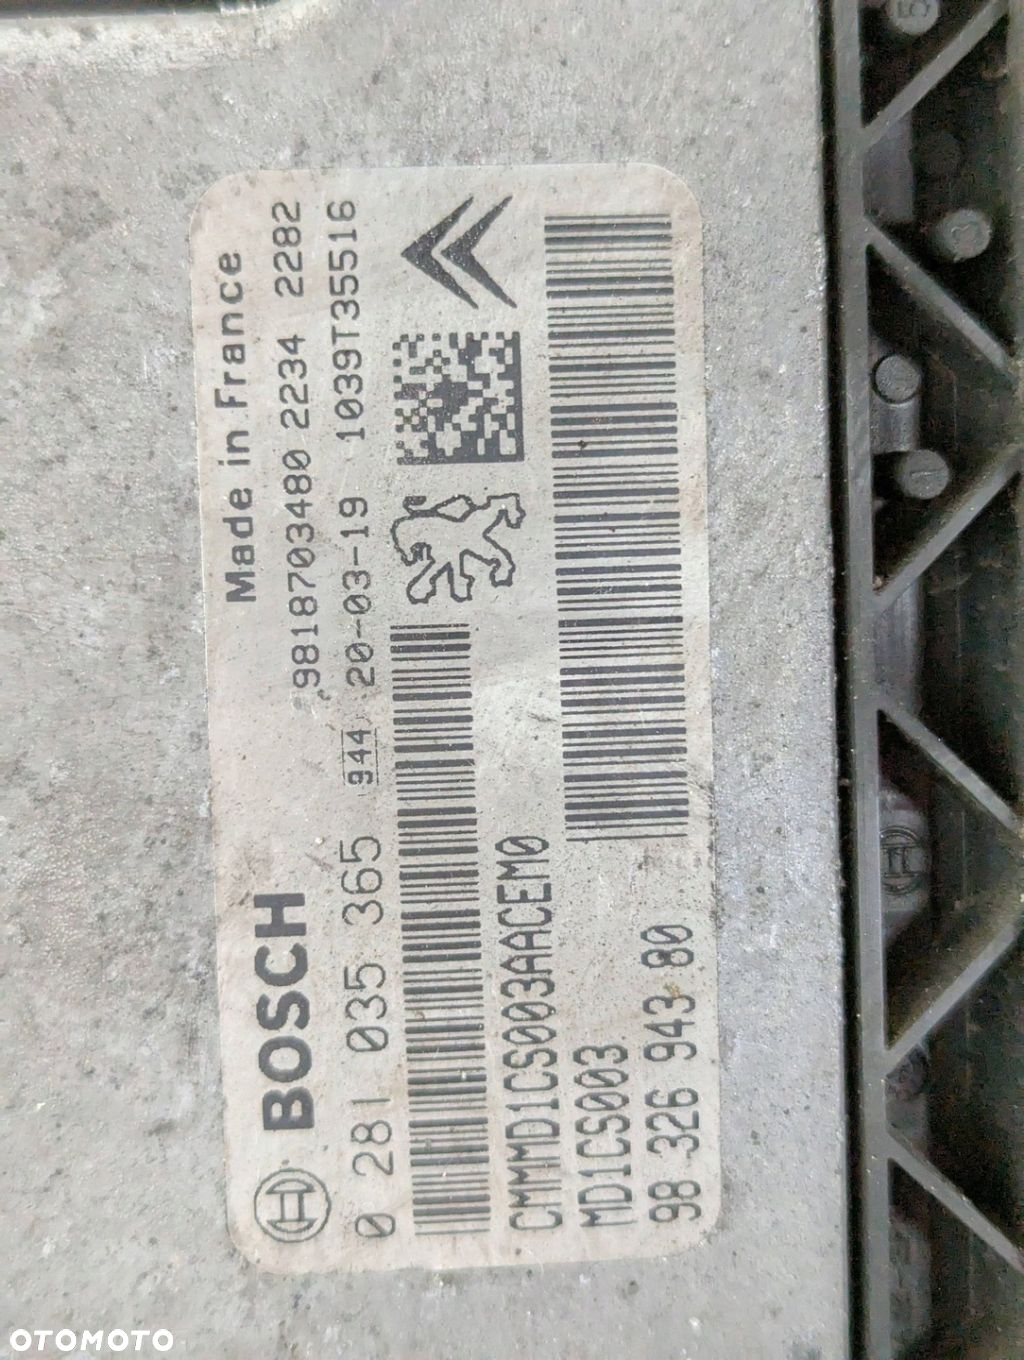 Made in France
9818703480 2234 2282
BOSCH
0 281 035 365
944 20-03-19 1039T35516
CMMMD1CS003AACEM0
MD1CS003
98 326 943 80
OTOMOTO